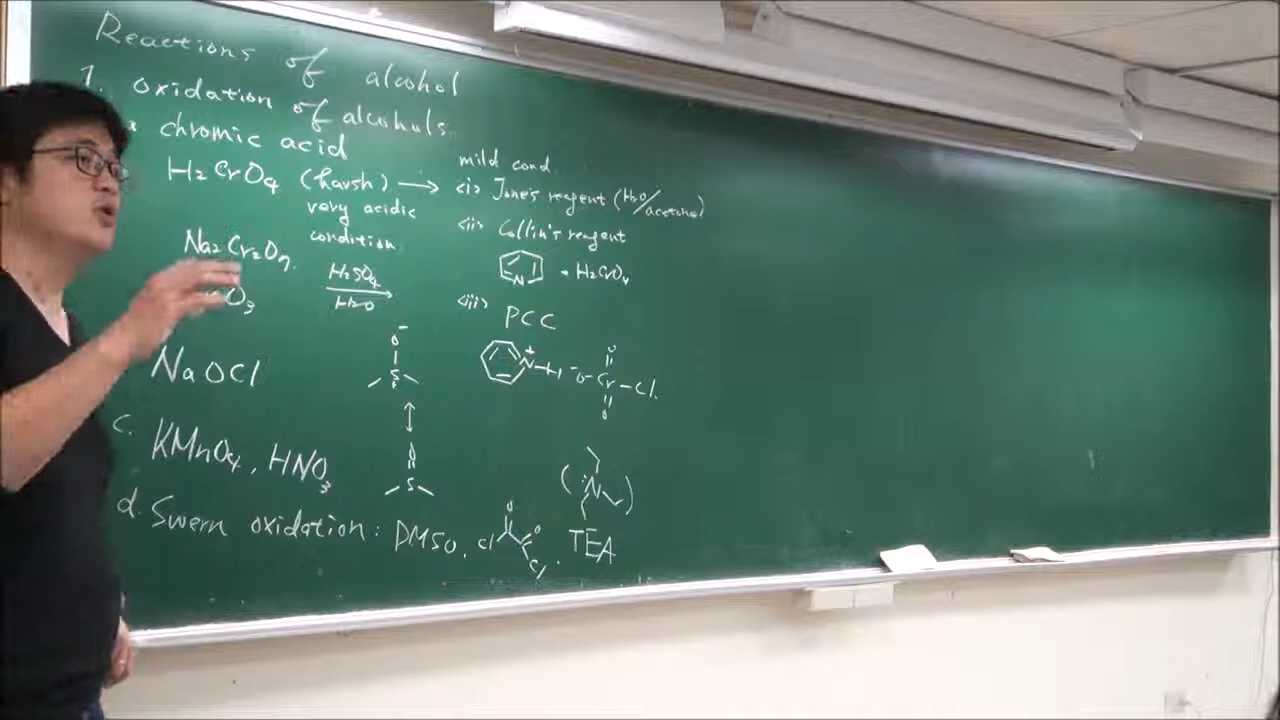 Reactions of alcohol
1. oxidation of alcohols.
a chromic acid
H₂CrO₄ (harsh) →
very acidic
condition.
Na₂Cr₂O₇.
O₃
H₂SO₄
H₂O
mild cond.
<i> Jone's reagent (H₂O/acetone)
<ii> Collin's reagent
N + H₂CrO₄
<iii> PCC
N⁺-H ⁻O-Cr-Cl.
O
O
NaOCl
O⁻
S
O
S
c. KMnO₄, HNO₃
d. Swern oxidation: DMSO, Cl O O Cl . TEA
(:N)